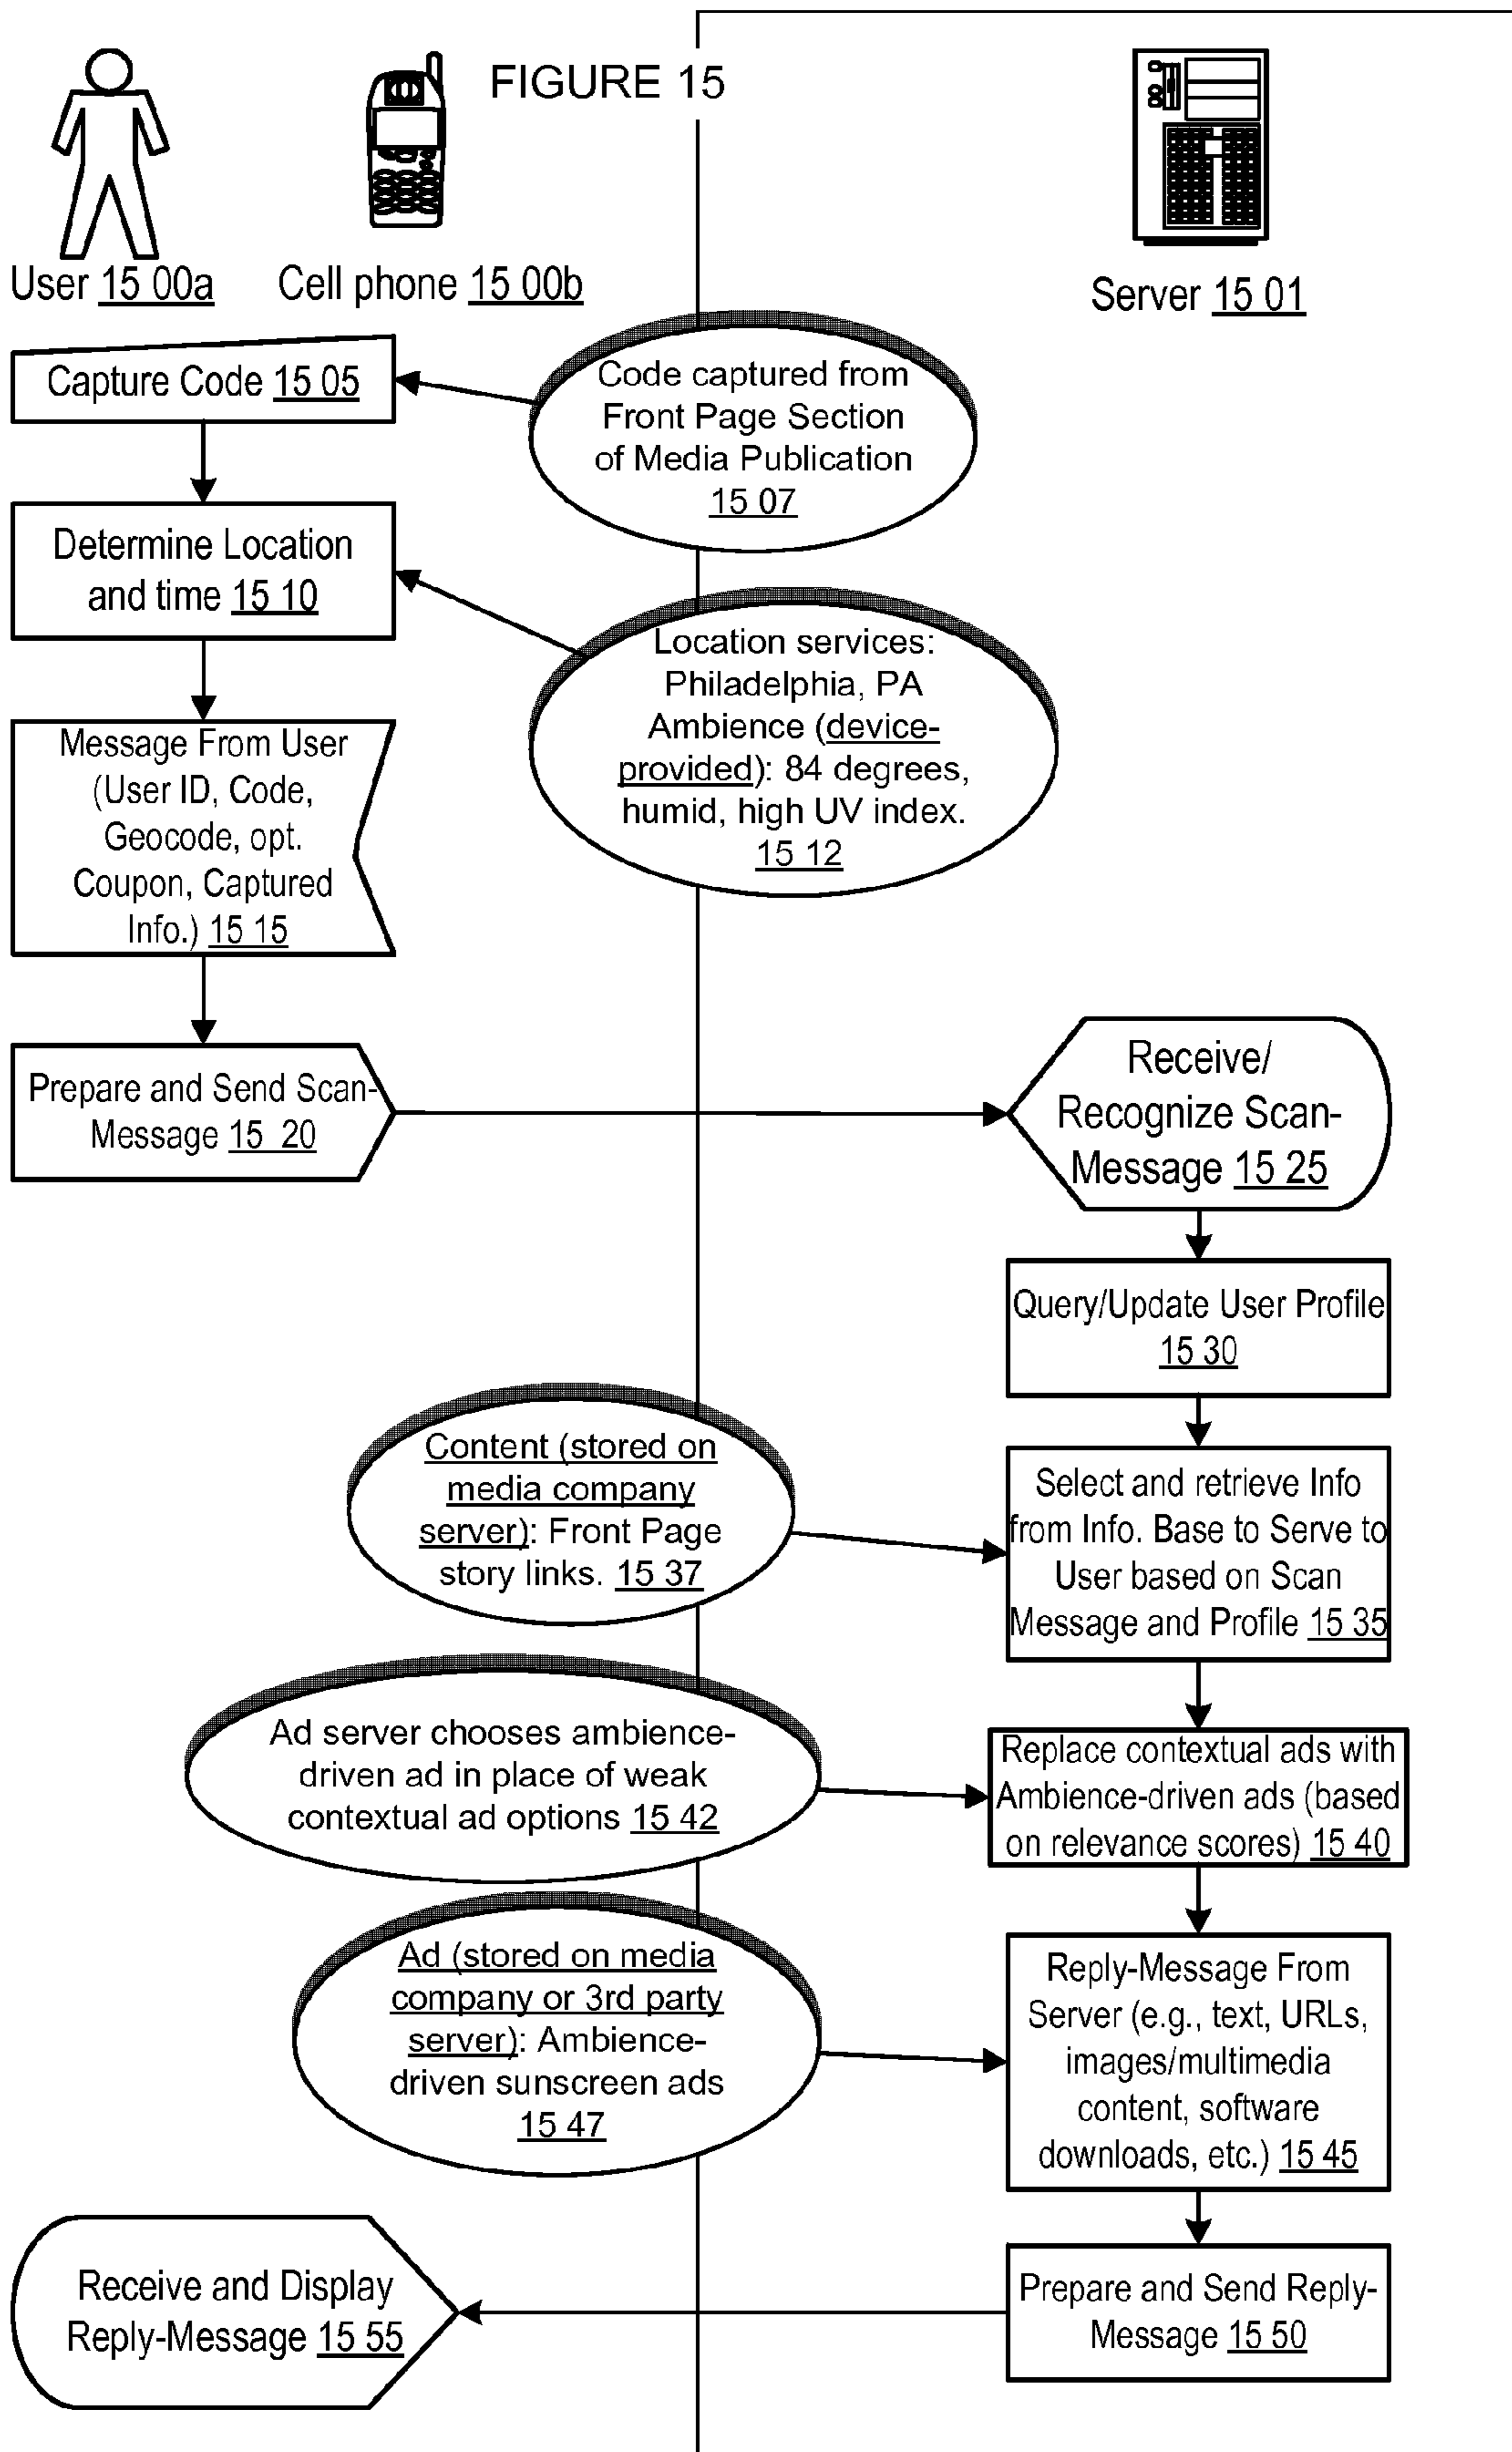 FIGURE 15
User 15 00a
Cell phone 15 00b
Server 15 01
Capture Code 15 05
Code captured from
Front Page Section
of Media Publication
15 07
Determine Location
and time 15 10
Location services:
Philadelphia, PA
Ambience (device-
provided): 84 degrees,
humid, high UV index.
15 12
Message From User
(User ID, Code,
Geocode, opt.
Coupon, Captured
Info.) 15 15
Prepare and Send Scan-
Message 15 20
Receive/
Recognize Scan-
Message 15 25
Query/Update User Profile
15 30
Content (stored on
media company
server): Front Page
story links. 15 37
Select and retrieve Info
from Info. Base to Serve to
User based on Scan
Message and Profile 15 35
Ad server chooses ambience-
driven ad in place of weak
contextual ad options 15 42
Replace contextual ads with
Ambience-driven ads (based
on relevance scores) 15 40
Ad (stored on media
company or 3rd party
server): Ambience-
driven sunscreen ads
15 47
Reply-Message From
Server (e.g., text, URLs,
images/multimedia
content, software
downloads, etc.) 15 45
Prepare and Send Reply-
Message 15 50
Receive and Display
Reply-Message 15 55